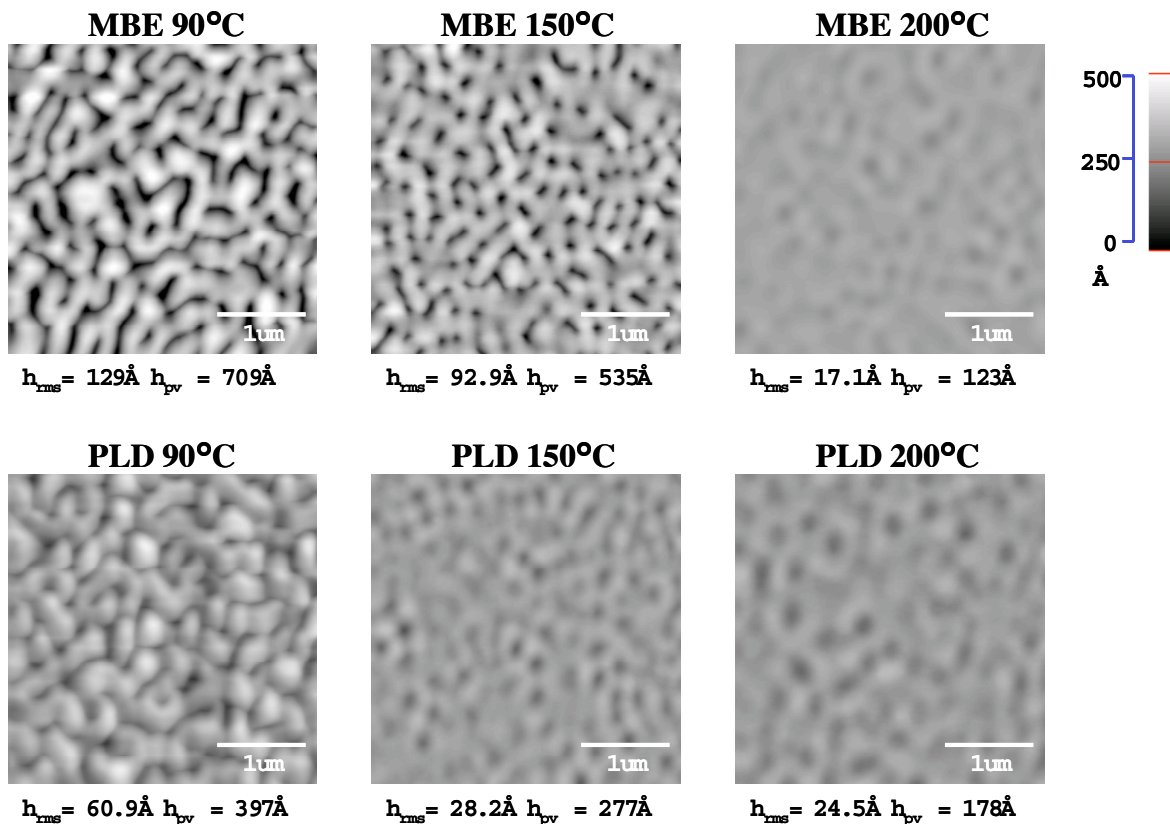 MBE 90°C
MBE 150°C
MBE 200°C
500
250
0
Å
1um
1um
1um
hrms= 129Å hpv = 709Å
hrms= 92.9Å hpv = 535Å
hrms= 17.1Å hpv = 123Å
PLD 90°C
PLD 150°C
PLD 200°C
1um
1um
1um
hrms= 60.9Å hpv = 397Å
hrms= 28.2Å hpv = 277Å
hrms= 24.5Å hpv = 178Å